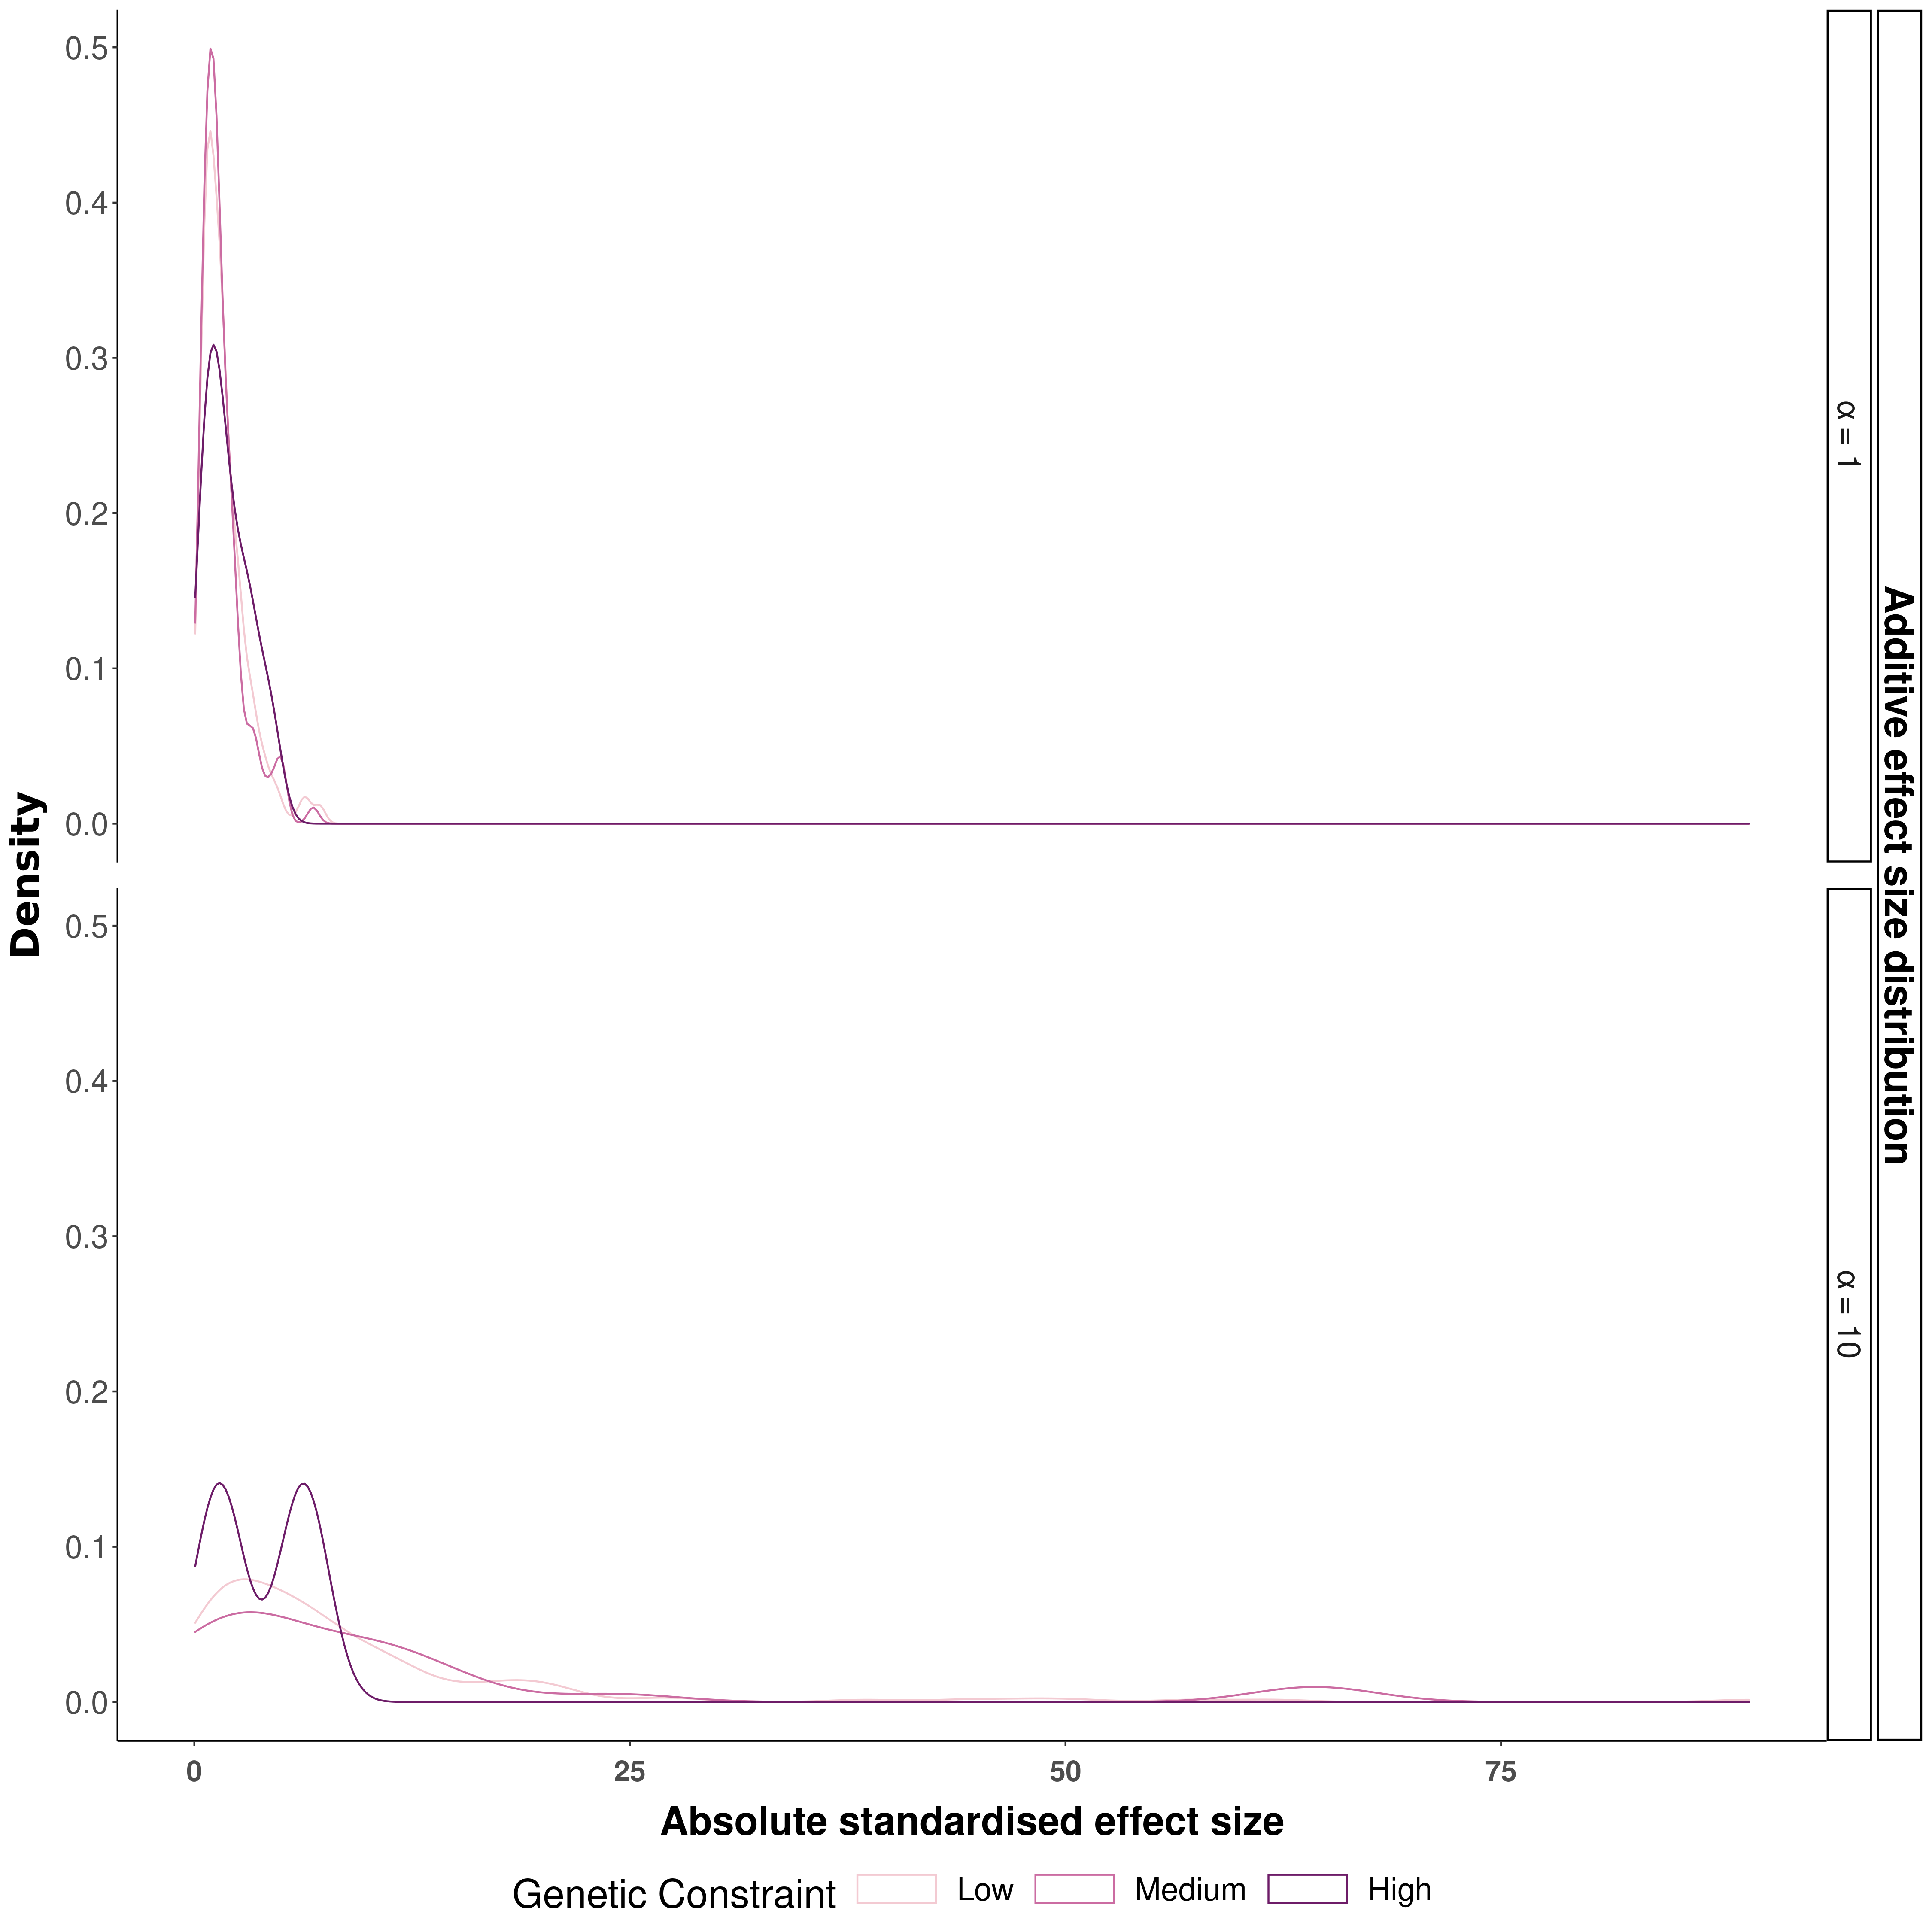 Density
0.5
0.4
0.3
0.2
0.1
0.0
α = 1
0.5
0.4
0.3
0.2
0.1
0.0
α = 10
Additive effect size distribution
0 25 50 75
Absolute standardised effect size
Genetic Constraint Low Medium High